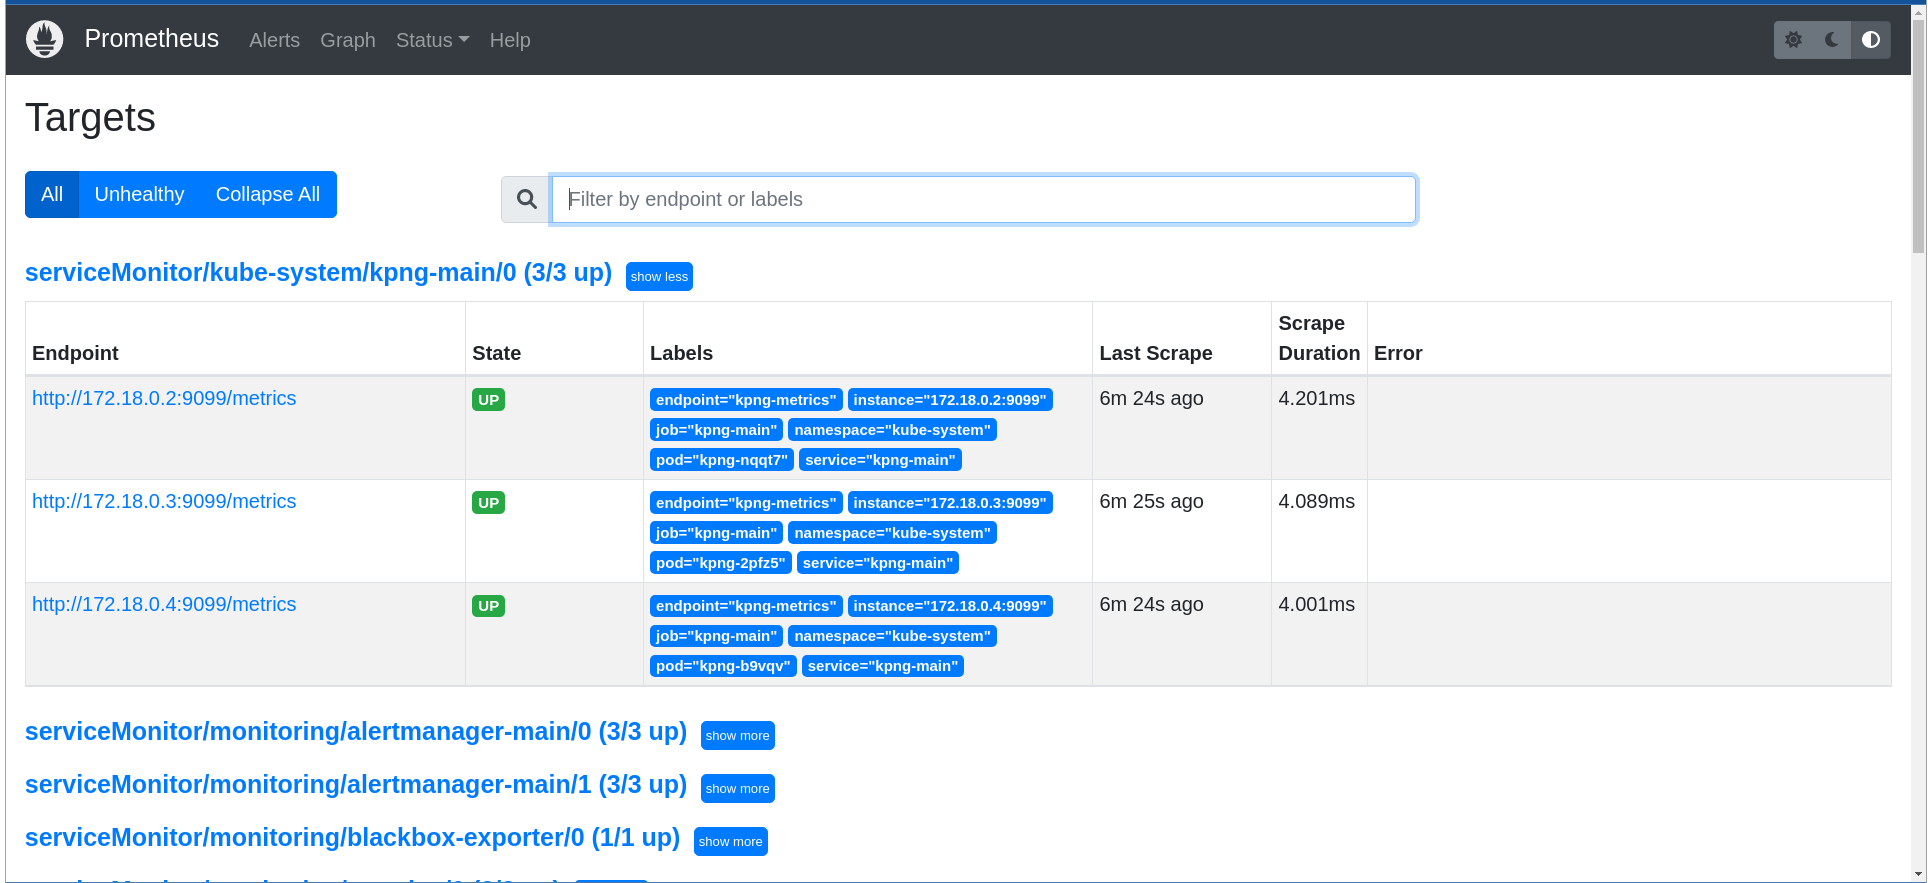 Prometheus Alerts Graph Status Help
Targets
All Unhealthy Collapse All
Filter by endpoint or labels
serviceMonitor/kube-system/kpng-main/0 (3/3 up) show less
Endpoint State Labels Last Scrape Scrape Duration Error
http://172.18.0.2:9099/metrics UP endpoint="kpng-metrics" instance="172.18.0.2:9099" 6m 24s ago 4.201ms
job="kpng-main" namespace="kube-system"
pod="kpng-nqqt7" service="kpng-main"
http://172.18.0.3:9099/metrics UP endpoint="kpng-metrics" instance="172.18.0.3:9099" 6m 25s ago 4.089ms
job="kpng-main" namespace="kube-system"
pod="kpng-2pfz5" service="kpng-main"
http://172.18.0.4:9099/metrics UP endpoint="kpng-metrics" instance="172.18.0.4:9099" 6m 24s ago 4.001ms
job="kpng-main" namespace="kube-system"
pod="kpng-b9vqv" service="kpng-main"
serviceMonitor/monitoring/alertmanager-main/0 (3/3 up) show more
serviceMonitor/monitoring/alertmanager-main/1 (3/3 up) show more
serviceMonitor/monitoring/blackbox-exporter/0 (1/1 up) show more